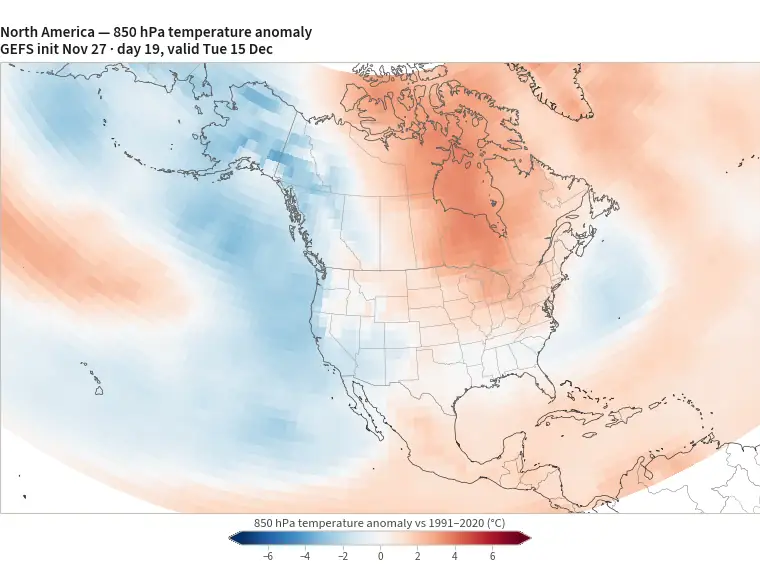 North America — 850 hPa temperature anomaly
GEFS init Nov 27 · day 19, valid Tue 15 Dec
850 hPa temperature anomaly vs 1991–2020 (°C)
−6 −4 −2 0 2 4 6